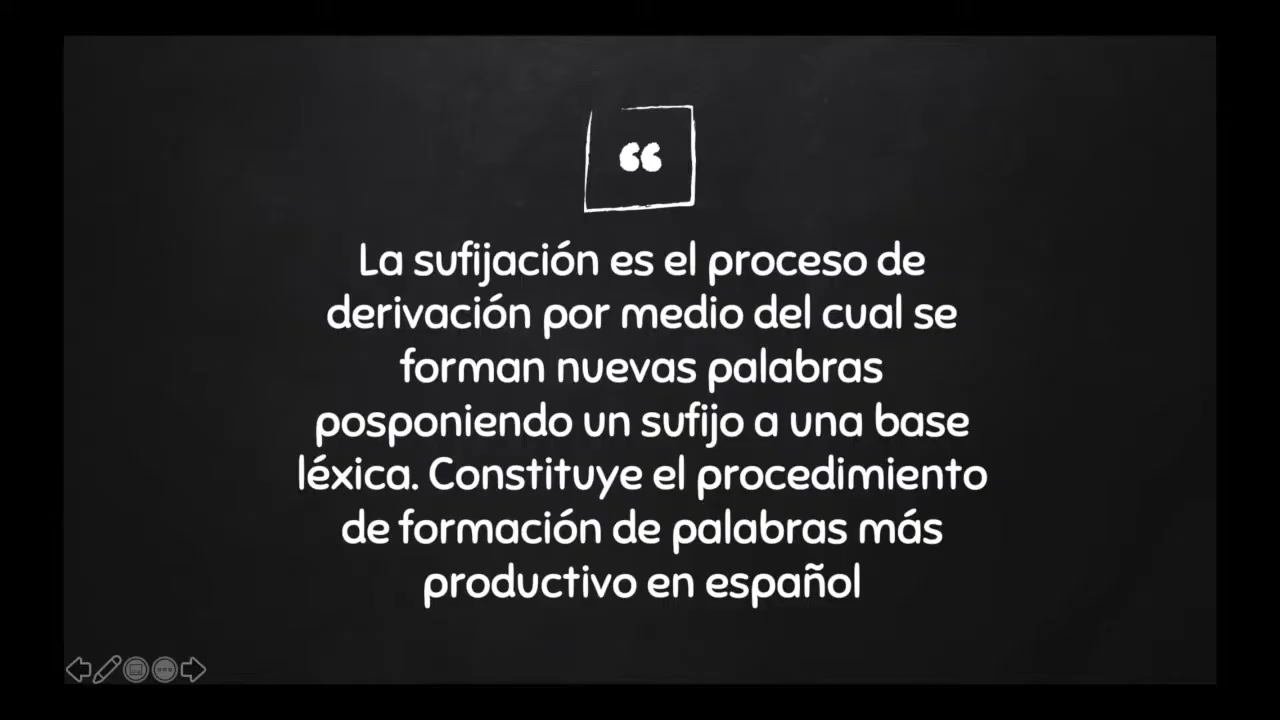 “
La sufijación es el proceso de
derivación por medio del cual se
forman nuevas palabras
posponiendo un sufijo a una base
léxica. Constituye el procedimiento
de formación de palabras más
productivo en español